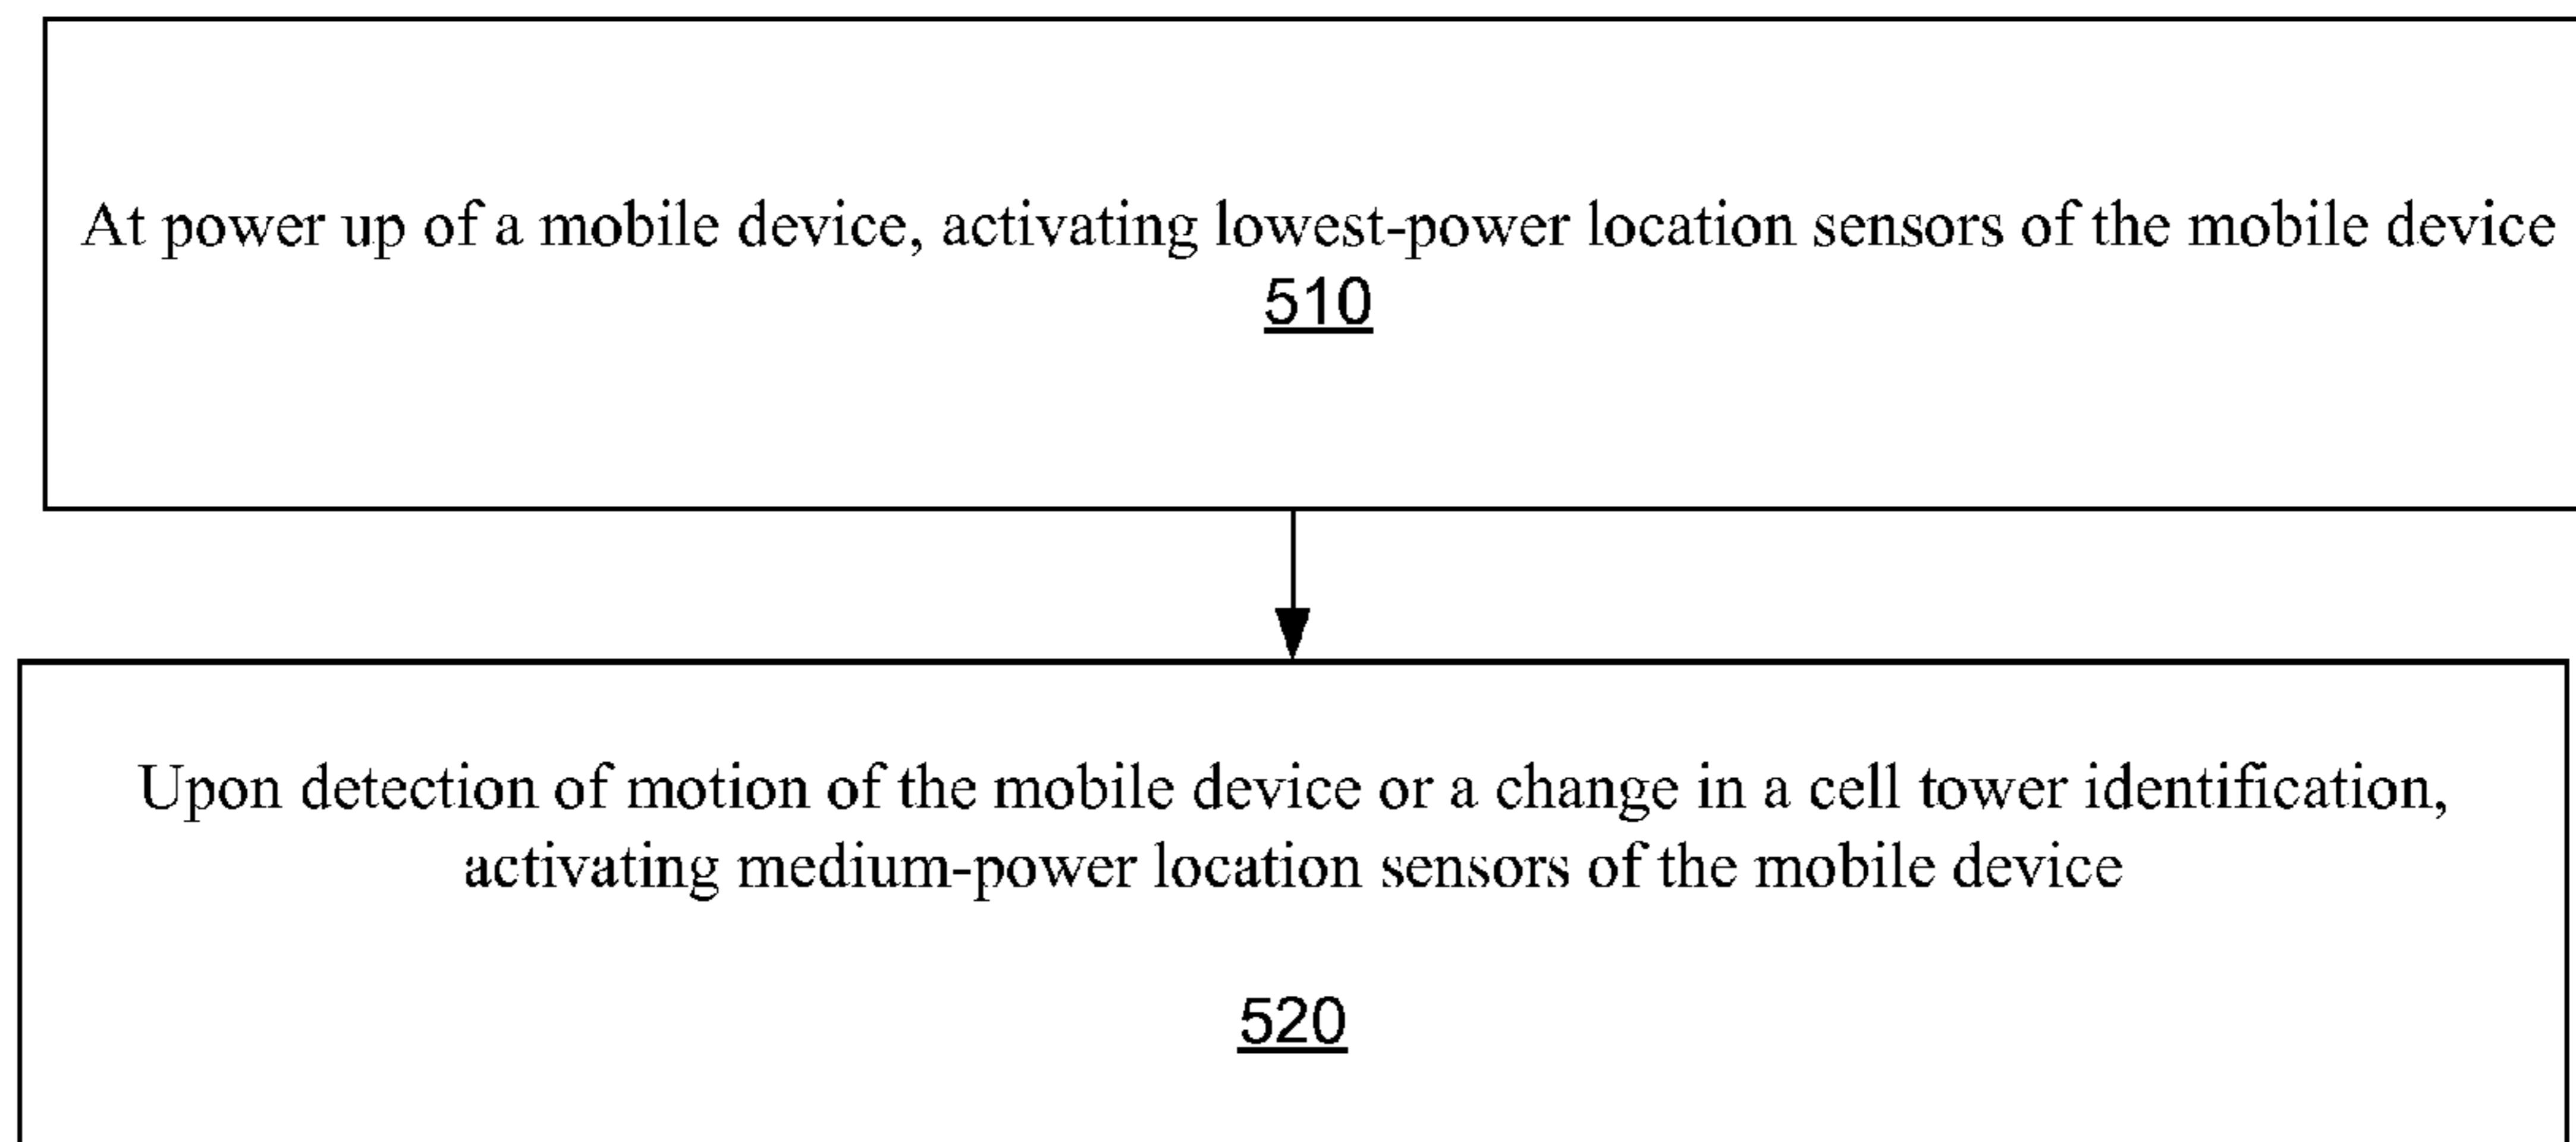 At power up of a mobile device, activating lowest-power location sensors of the mobile device
510
Upon detection of motion of the mobile device or a change in a cell tower identification,
activating medium-power location sensors of the mobile device
520